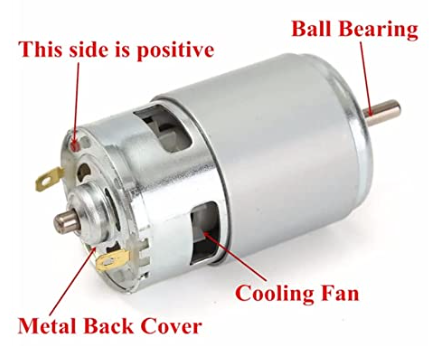 Ball Bearing
This side is positive
Cooling Fan
Metal Back Cover